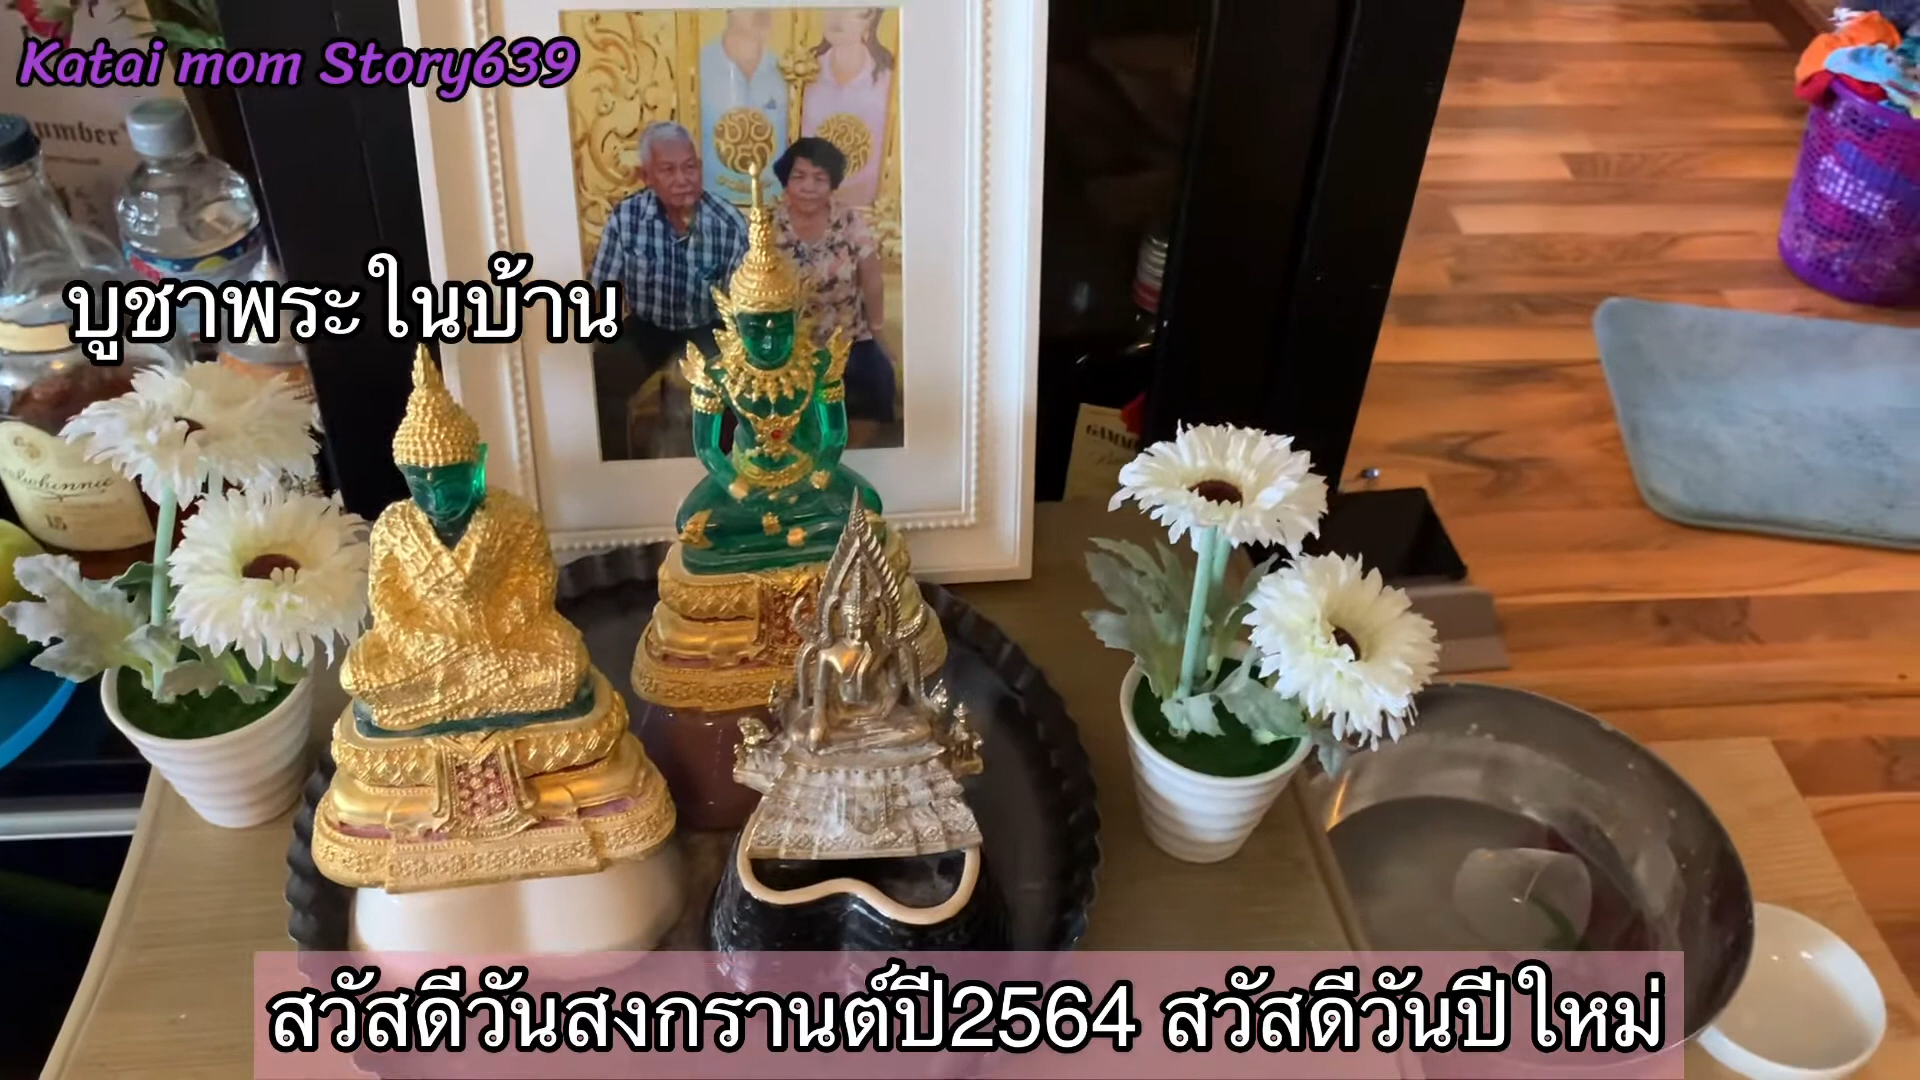 Katai mom Story639
บูชาพระในบ้าน
15
สวัสดีวันสงกรานต์ปี2564 สวัสดีวันปีใหม่